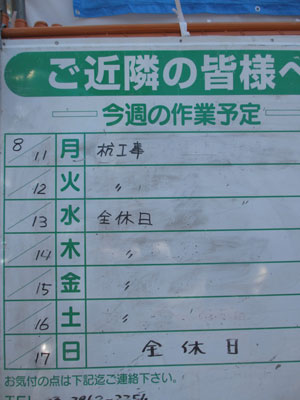 ご近隣の皆様へ
今週の作業予定
8/11 月 杭工事
/12 火 〃
/13 水 全休日
/14 木 〃
/15 金 〃
/16 土 〃
/17 日 全休日
お気付の点は下記迄ご連絡下さい。
TEL